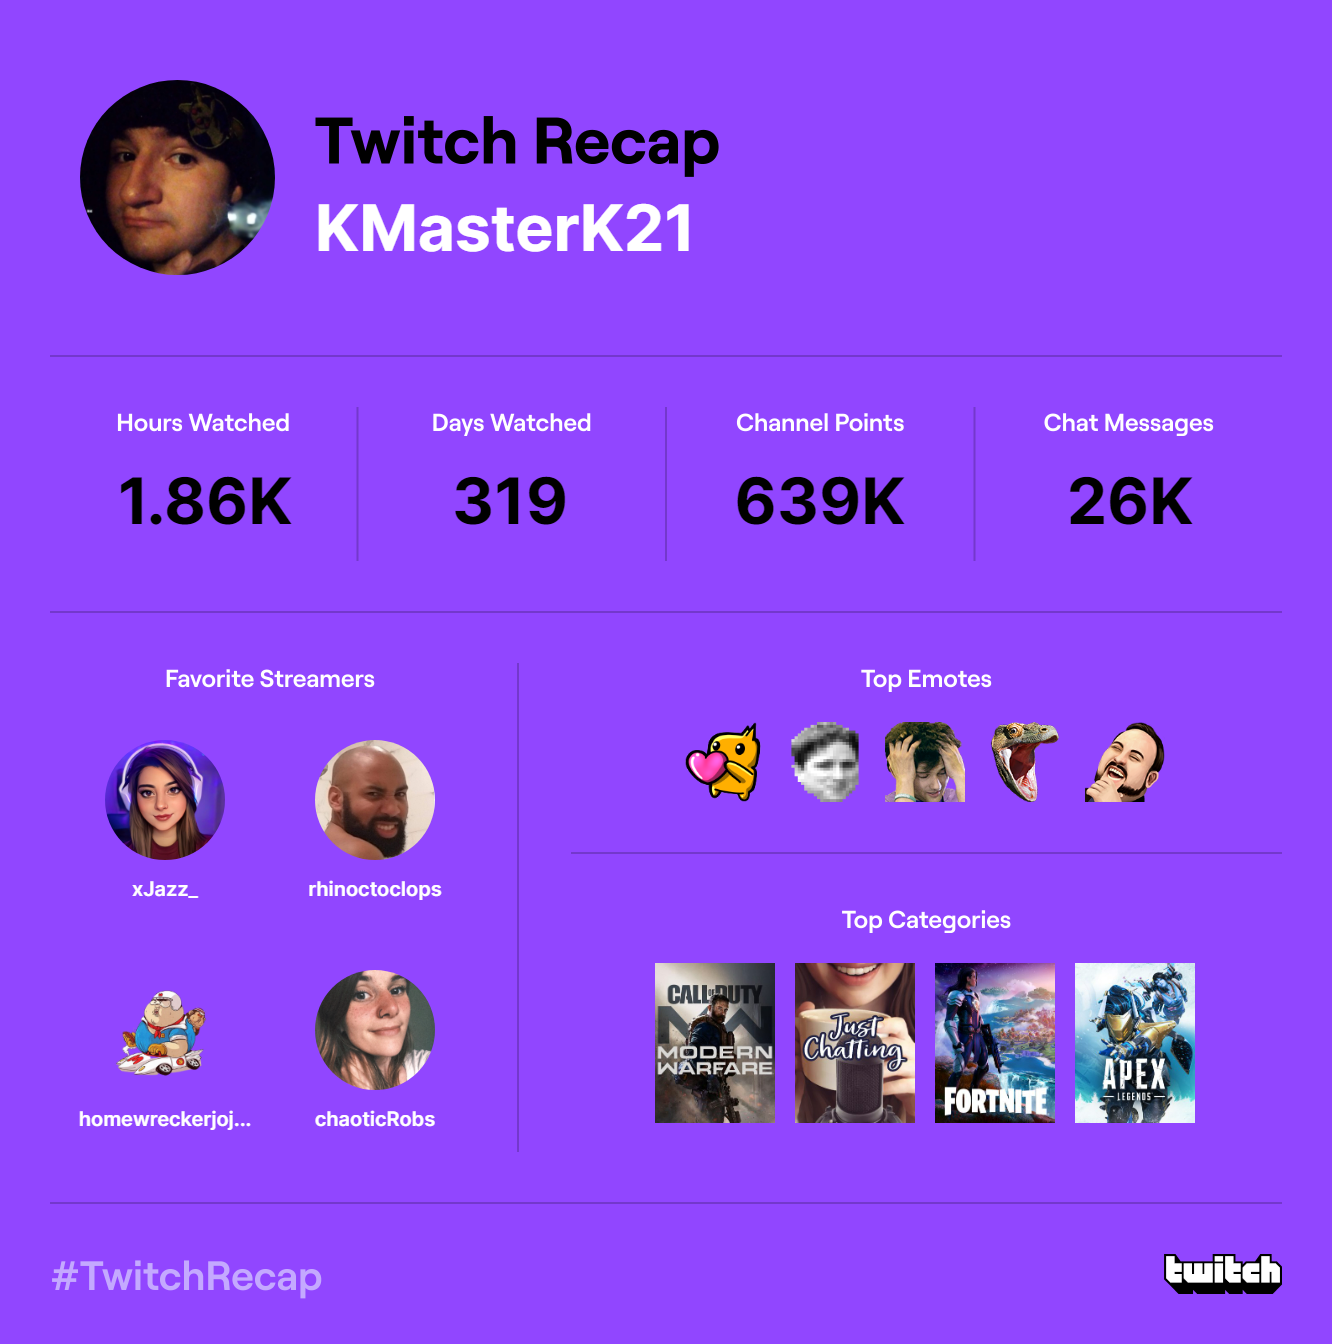 Twitch Recap
KMasterK21
Hours Watched
1.86K
Days Watched
319
Channel Points
639K
Chat Messages
26K
Favorite Streamers
xJazz_
rhinoctoclops
homewreckerjoj...
chaoticRobs
Top Emotes
Top Categories
CALL OF DUTY
MW
MODERN
WARFARE
Just
Chatting
FORTNITE
APEX
LEGENDS
#TwitchRecap
twitch